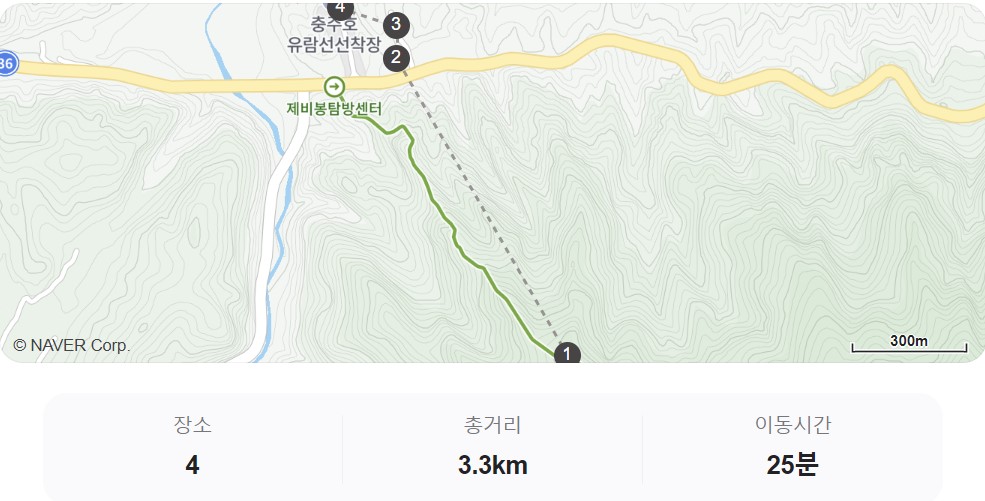 4
충주호
유람선선착장
3
2
36
제비봉탐방센터
1
© NAVER Corp.
300m
장소
총거리
이동시간
4
3.3km
25분